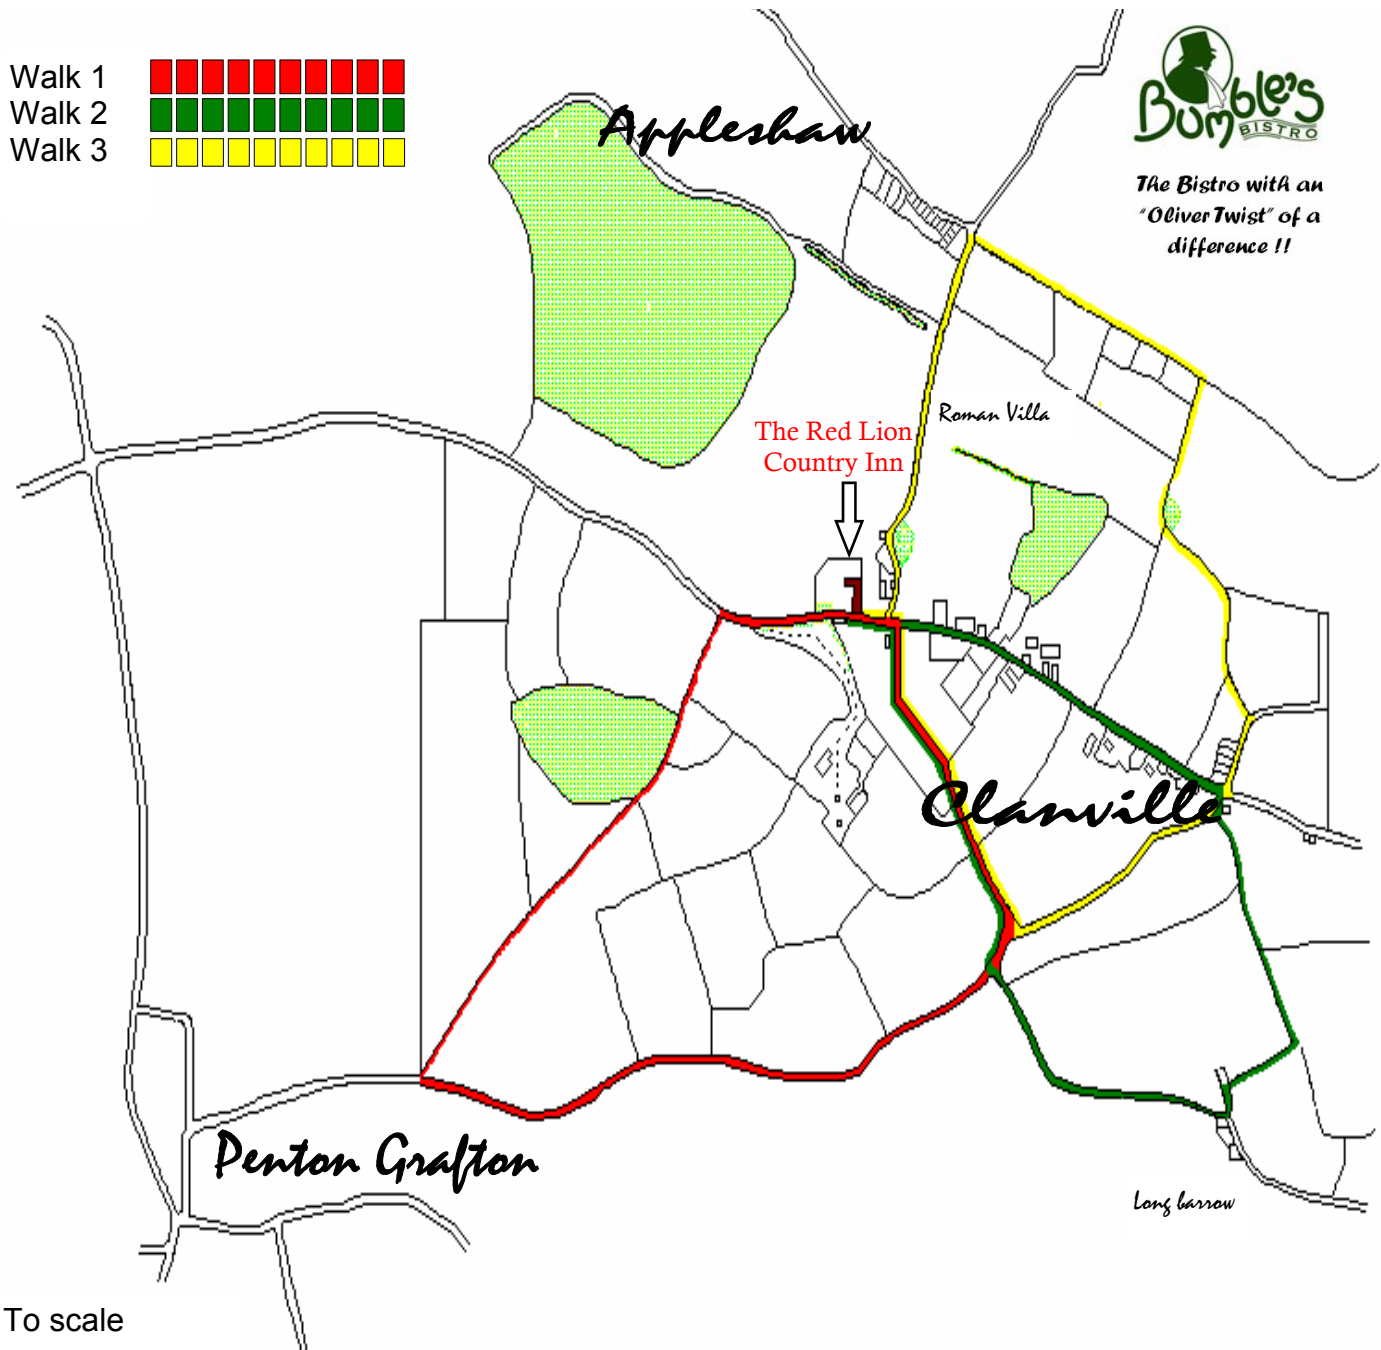 Walk 1
Walk 2
Walk 3
Appleshaw
Bumble's
BISTRO
The Bistro with an
"Oliver Twist" of a
difference !!
Roman Villa
The Red Lion
Country Inn
Clanville
Penton Grafton
Long barrow
To scale